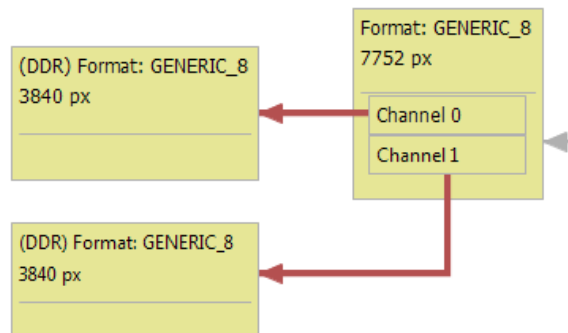 (DDR) Format: GENERIC_8
3840 px
Format: GENERIC_8
7752 px
Channel 0
Channel 1
(DDR) Format: GENERIC_8
3840 px